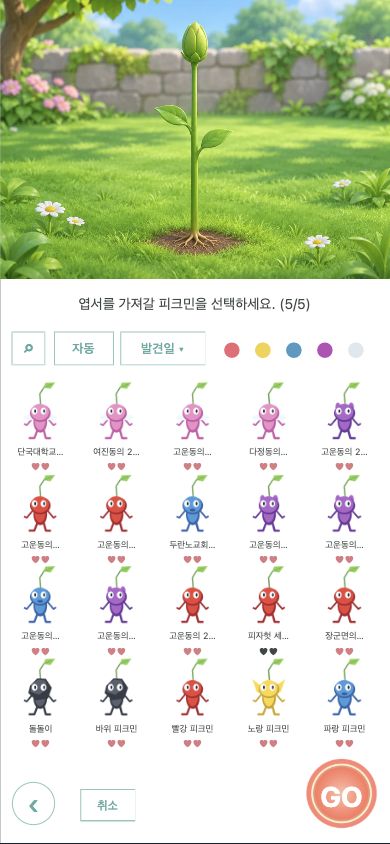 엽서를 가져갈 피크민을 선택하세요. (5/5)
자동
발견일 ▾
단국대학교... 여진동의 2... 고운동의... 다정동의... 고운동의 2...
고운동의... 고운동의... 두란노교회... 고운동의... 고운동의...
고운동의... 고운동의... 고운동의 2... 피자헛 세... 장군면의...
돌돌이 바위 피크민 빨강 피크민 노랑 피크민 파랑 피크민
취소
GO